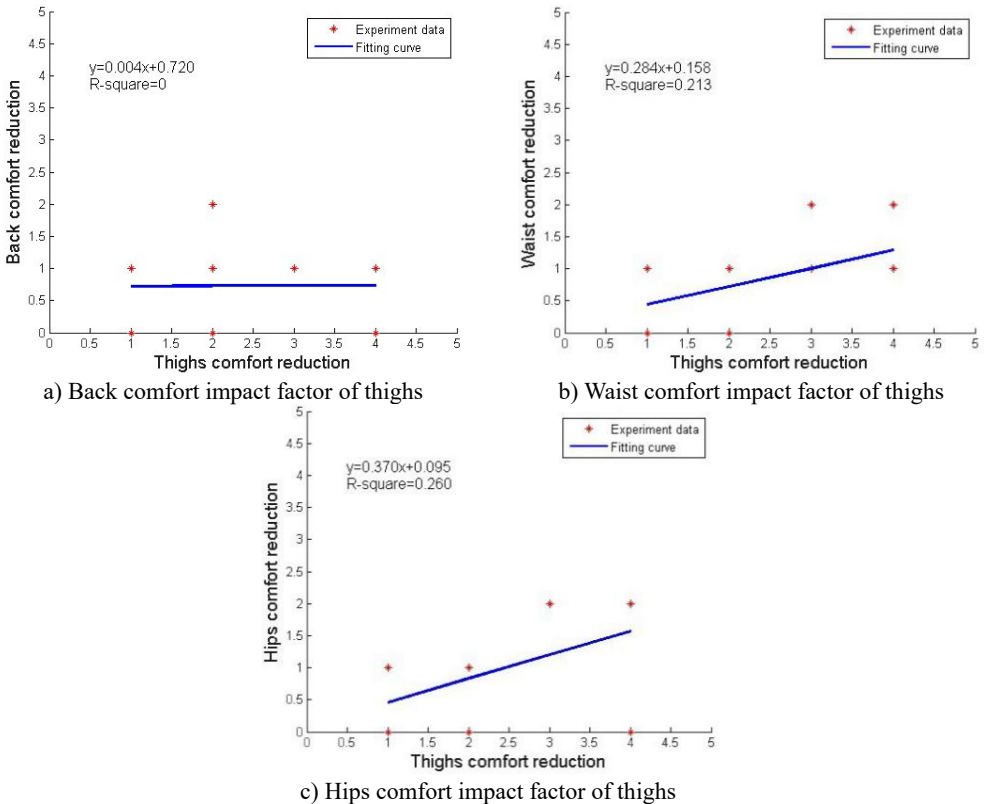 5
4.5
4
3.5
3
2.5
2
1.5
1
0.5
0
Back comfort reduction
Experiment data
Fitting curve
y=0.004x+0.720
R-square=0
0 0.5 1 1.5 2 2.5 3 3.5 4 4.5 5
Thighs comfort reduction
a) Back comfort impact factor of thighs
5
4.5
4
3.5
3
2.5
2
1.5
1
0.5
0
Waist comfort reduction
Experiment data
Fitting curve
y=0.284x+0.158
R-square=0.213
0 0.5 1 1.5 2 2.5 3 3.5 4 4.5 5
Thighs comfort reduction
b) Waist comfort impact factor of thighs
5
4.5
4
3.5
3
2.5
2
1.5
1
0.5
0
Hips comfort reduction
Experiment data
Fitting curve
y=0.370x+0.095
R-square=0.260
0 0.5 1 1.5 2 2.5 3 3.5 4 4.5 5
Thighs comfort reduction
c) Hips comfort impact factor of thighs